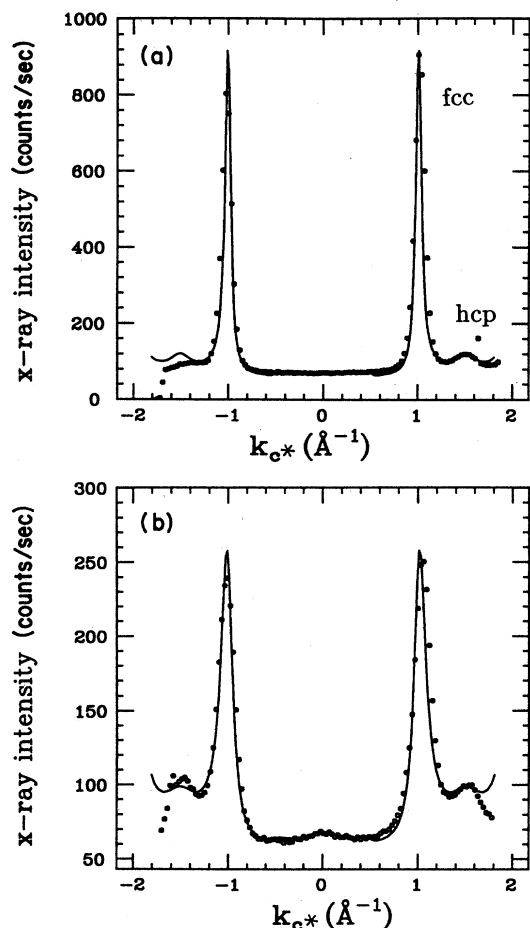 (a)
1000
800
600
400
200
0
x-ray intensity (counts/sec)
fcc
hcp
-2 -1 0 1 2
k_c* (Å⁻¹)
(b)
300
250
200
150
100
50
x-ray intensity (counts/sec)
-2 -1 0 1 2
k_c* (Å⁻¹)